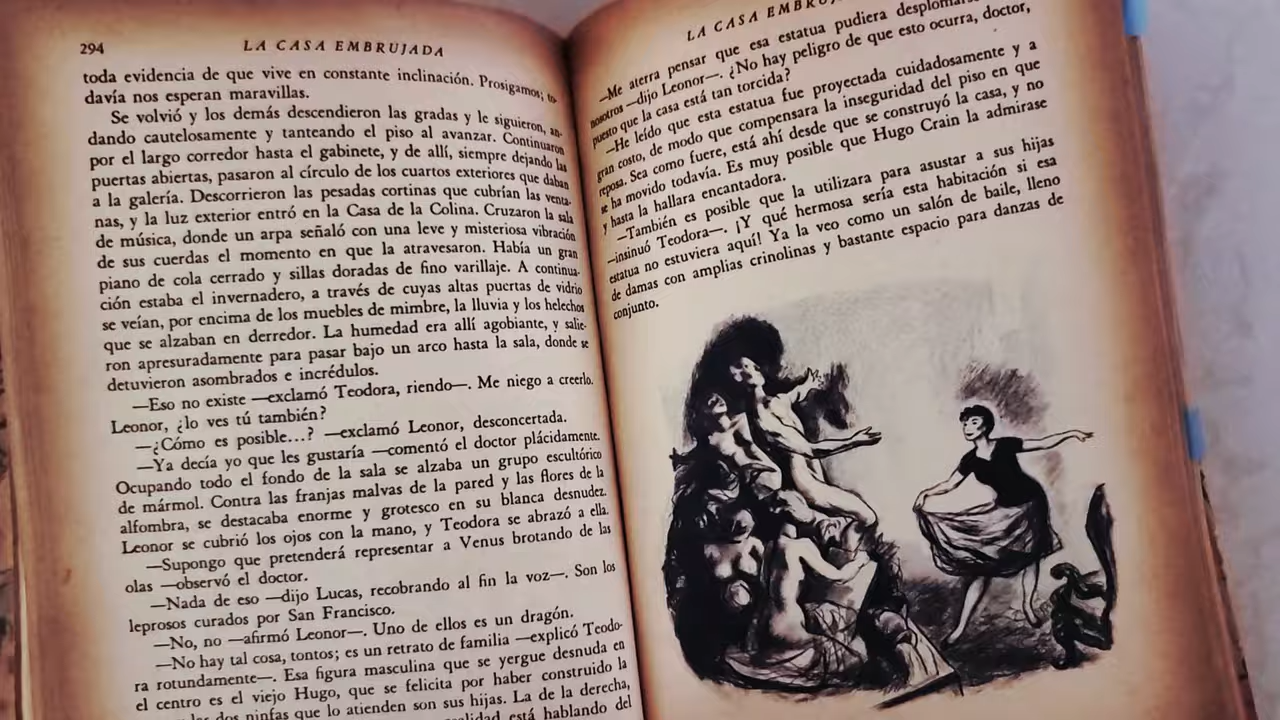 294
LA CASA EMBRUJADA
toda evidencia de que vive en constante inclinación. Prosigamos; to-
davía nos esperan maravillas.
Se volvió y los demás descendieron las gradas y le siguieron, an-
dando cautelosamente y tanteando el piso al avanzar. Continuaron
por el largo corredor hasta el gabinete, y de allí, siempre dejando las
puertas abiertas, pasaron al círculo de los cuartos exteriores que daban
a la galería. Descorrieron las pesadas cortinas que cubrían las venta-
nas, y la luz exterior entró en la Casa de la Colina. Cruzaron la sala
de música, donde un arpa señaló con una leve y misteriosa vibración
de sus cuerdas el momento en que la atravesaron. Había un gran
piano de cola cerrado y sillas doradas de fino varillaje. A continua-
ción estaba el invernadero, a través de cuyas altas puertas de vidrio
se veían, por encima de los muebles de mimbre, la lluvia y los helechos
que se alzaban en derredor. La humedad era allí agobiante, y salie-
ron apresuradamente para pasar bajo un arco hasta la sala, donde se
detuvieron asombrados e incrédulos.
—Eso no existe —exclamó Teodora, riendo—. Me niego a creerlo.
Leonor, ¿lo ves tú también?
—¿Cómo es posible...? —exclamó Leonor, desconcertada.
—Ya decía yo que les gustaría —comentó el doctor plácidamente.
Ocupando todo el fondo de la sala se alzaba un grupo escultórico
de mármol. Contra las franjas malvas de la pared y las flores de la
alfombra, se destacaba enorme y grotesco en su blanca desnudez.
Leonor se cubrió los ojos con la mano, y Teodora se abrazó a ella.
—Supongo que pretenderá representar a Venus brotando de las
olas —observó el doctor.
—Nada de eso —dijo Lucas, recobrando al fin la voz—. Son los
leprosos curados por San Francisco.
—No, no —afirmó Leonor—. Uno de ellos es un dragón.
—No hay tal cosa, tontos; es un retrato de familia —explicó Teodo-
ra rotundamente—. Esa figura masculina que se yergue desnuda en
el centro es el viejo Hugo, que se felicita por haber construido la
las dos ninfas que lo atienden son sus hijas. La de la derecha,
está hablando del
LA CASA EMBRUJADA
—Me aterra pensar que esa estatua pudiera desplomarse
nosotros —dijo Leonor—. ¿No hay peligro de que esto ocurra, doctor,
puesto que la casa está tan torcida?
—He leído que esta estatua fue proyectada cuidadosamente y a
gran costo, de modo que compensara la inseguridad del piso en que
reposa. Sea como fuere, está ahí desde que se construyó la casa, y no
se ha movido todavía. Es muy posible que Hugo Crain la admirase
y hasta la hallara encantadora.
—También es posible que la utilizara para asustar a sus hijas
—insinuó Teodora—. ¡Y qué hermosa sería esta habitación si esa
estatua no estuviera aquí! Ya la veo como un salón de baile, lleno
de damas con amplias crinolinas y bastante espacio para danzas de
conjunto.